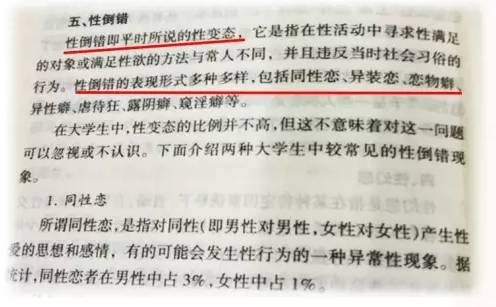 五、性倒错
性倒错即平时所说的性变态，它是指在性活动中寻求性满足
的对象或满足性欲的方法与常人不同，并且违反当时社会习俗的
行为。性倒错的表现形式多种多样，包括同性恋、异装恋、恋物癖、
异性癖、虐待狂、露阴癖、窥淫癖等。
在大学生中，性变态的比例并不高，但这不意味着对这一问题
可以忽视或不认识。下面介绍两种大学生中较常见的性倒错现
象。
1. 同性恋
所谓同性恋，是指对同性（即男性对男性，女性对女性）产生性
爱的思想和感情，有的可能会发生性行为的一种异常性现象。据
统计，同性恋者在男性中占3%，女性中占1%。